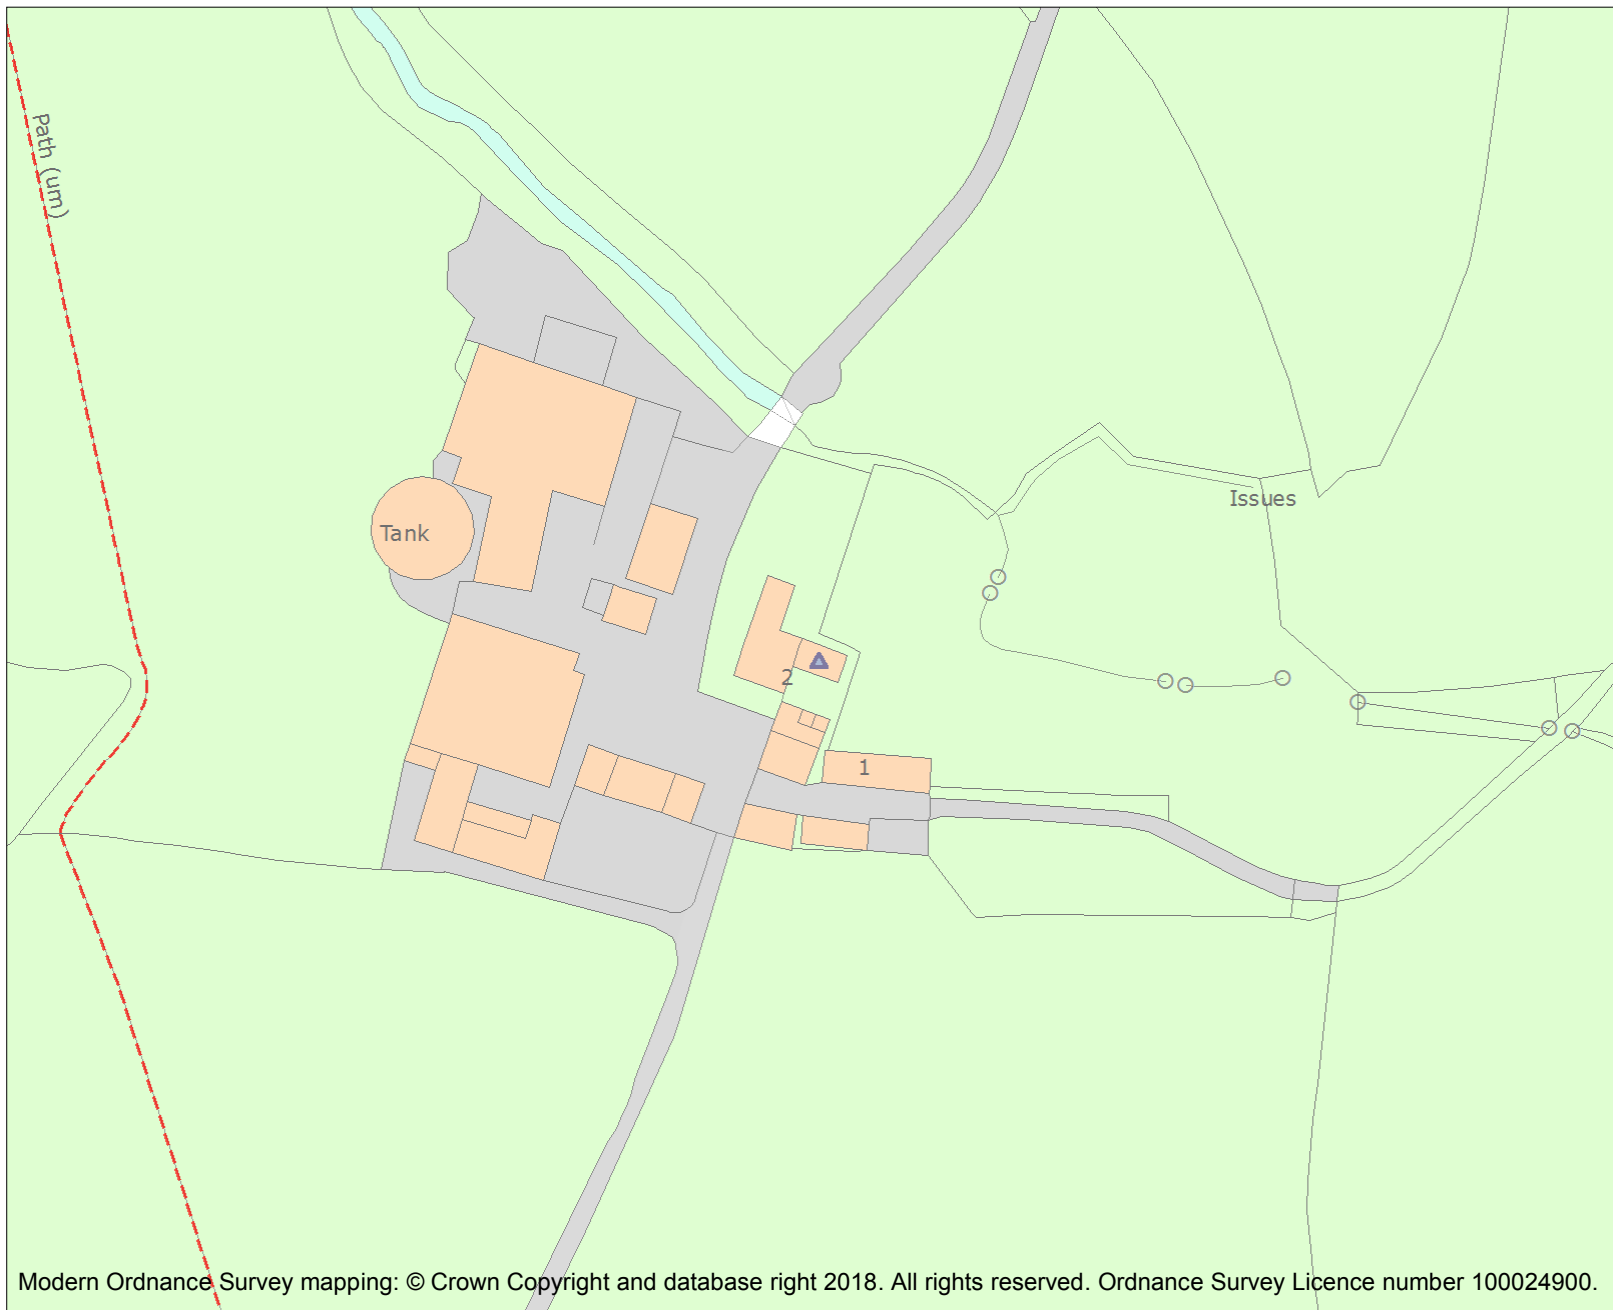 Path (um)
Issues
Tank
2
1
Modern Ordnance Survey mapping: © Crown Copyright and database right 2018. All rights reserved. Ordnance Survey Licence number 100024900.